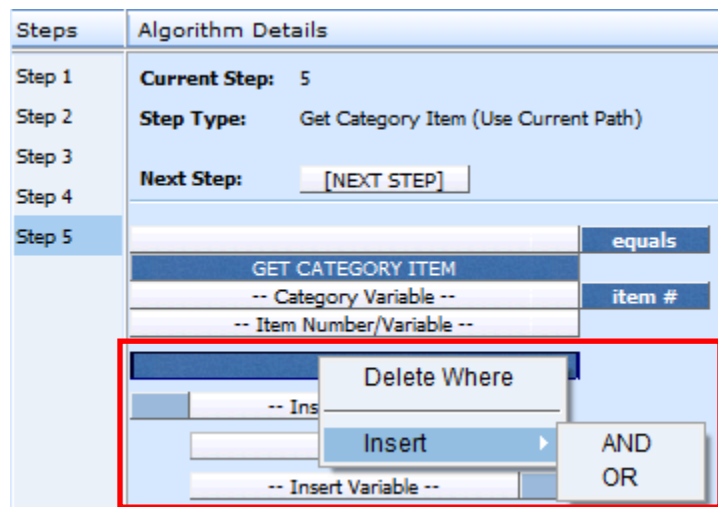 Steps
Algorithm Details
Step 1
Step 2
Step 3
Step 4
Step 5
Current Step: 5
Step Type: Get Category Item (Use Current Path)
Next Step: [NEXT STEP]
equals
GET CATEGORY ITEM
-- Category Variable -- item #
-- Item Number/Variable --
Delete Where
-- Ins
Insert AND
OR
-- Insert Variable --